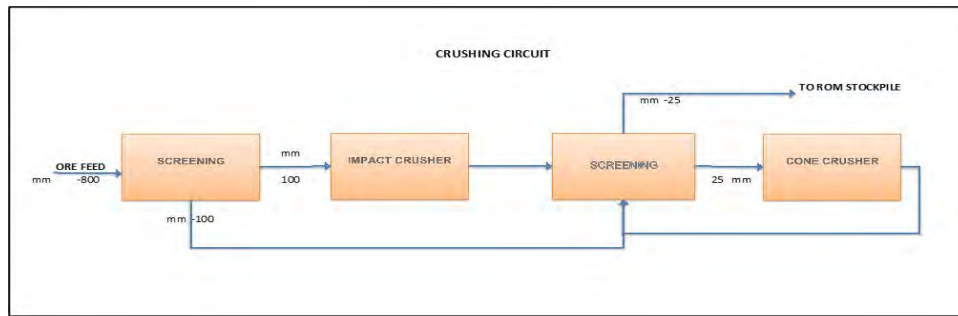 CRUSHING CIRCUIT
TO ROM STOCKPILE
mm -25
ORE FEED
mm -800
SCREENING
mm
100
IMPACT CRUSHER
SCREENING
25 mm
CONE CRUSHER
mm -100